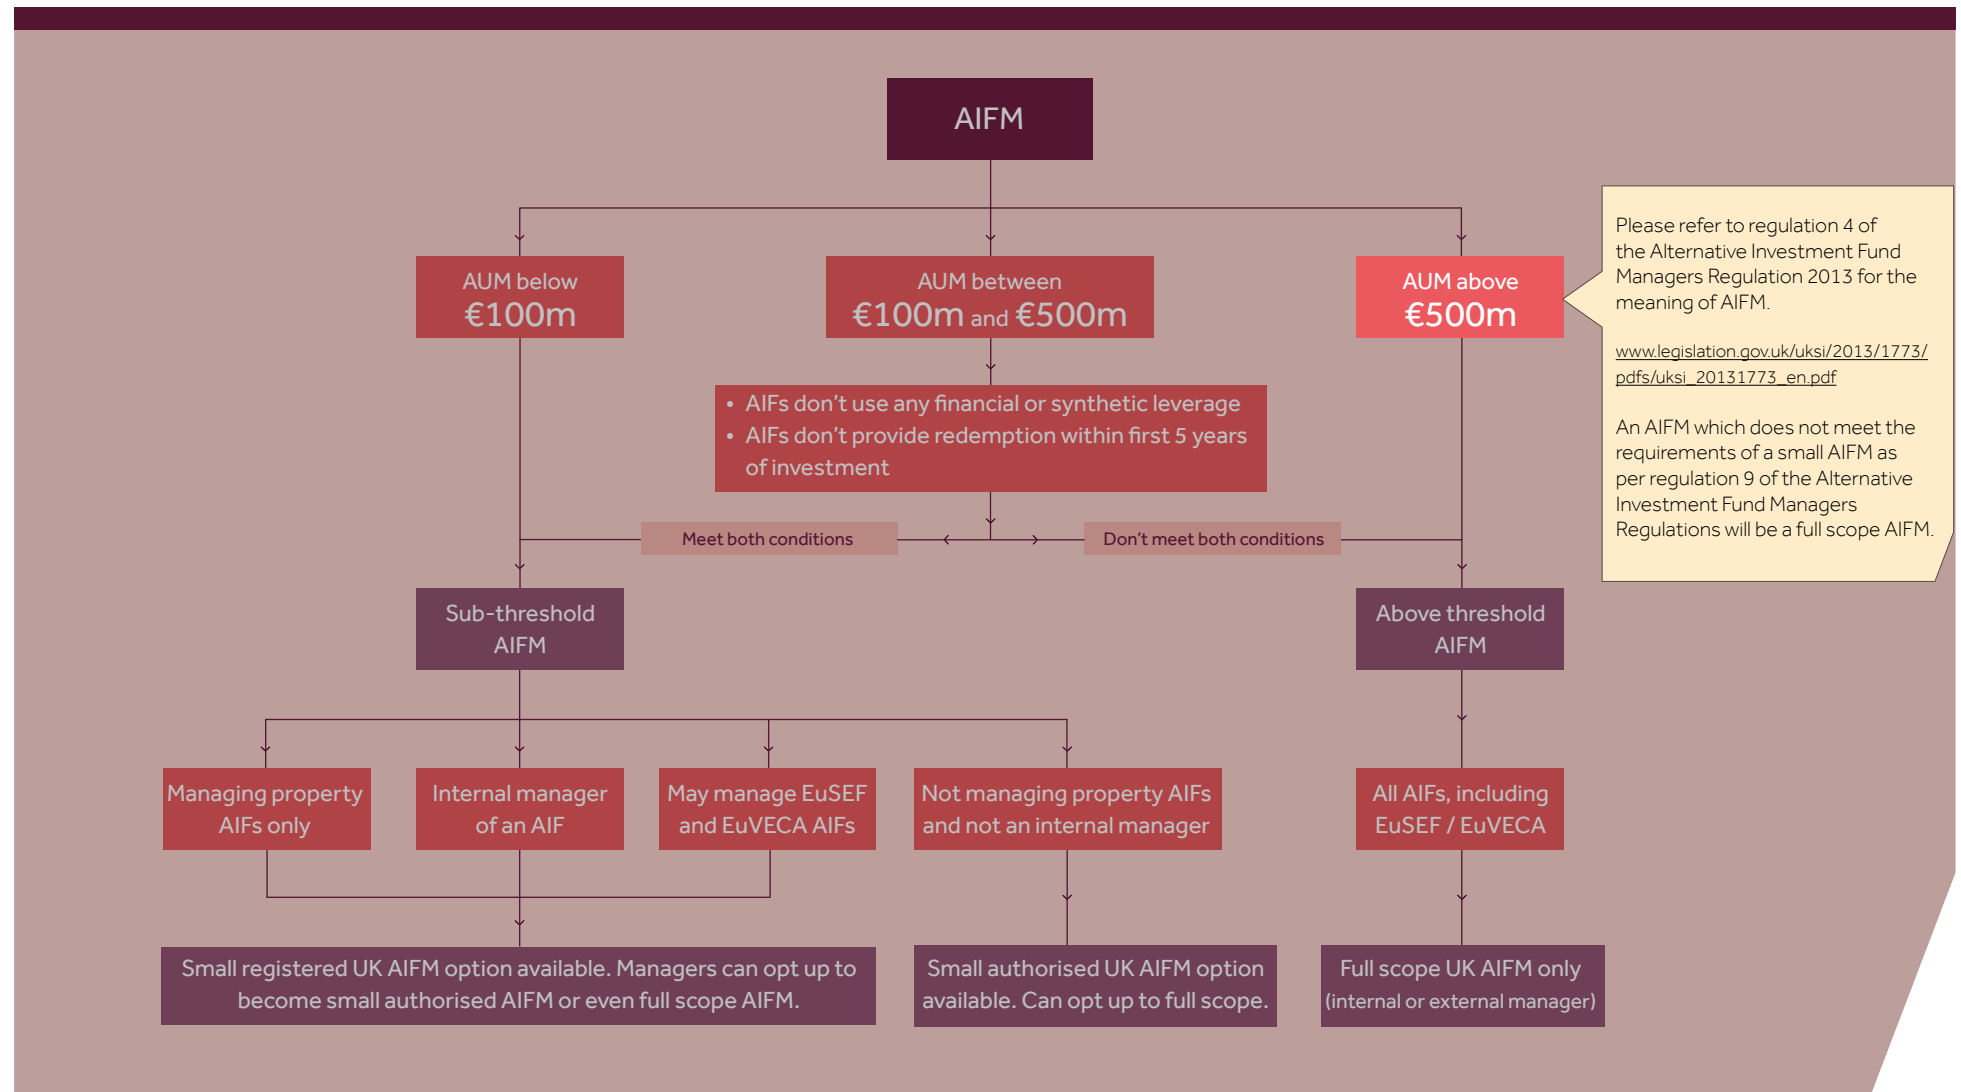 AIFM
AUM below
€100m
AUM between
€100m and €500m
AUM above
€500m
Please refer to regulation 4 of
the Alternative Investment Fund
Managers Regulation 2013 for the
meaning of AIFM.
www.legislation.gov.uk/uksi/2013/1773/
pdfs/uksi_20131773_en.pdf
An AIFM which does not meet the
requirements of a small AIFM as
per regulation 9 of the Alternative
Investment Fund Managers
Regulations will be a full scope AIFM.
• AIFs don't use any financial or synthetic leverage
• AIFs don't provide redemption within first 5 years
of investment
Meet both conditions
Don't meet both conditions
Sub-threshold
AIFM
Above threshold
AIFM
Managing property
AIFs only
Internal manager
of an AIF
May manage EuSEF
and EuVECA AIFs
Not managing property AIFs
and not an internal manager
All AIFs, including
EuSEF / EuVECA
Small registered UK AIFM option available. Managers can opt up to
become small authorised AIFM or even full scope AIFM.
Small authorised UK AIFM option
available. Can opt up to full scope.
Full scope UK AIFM only
(internal or external manager)